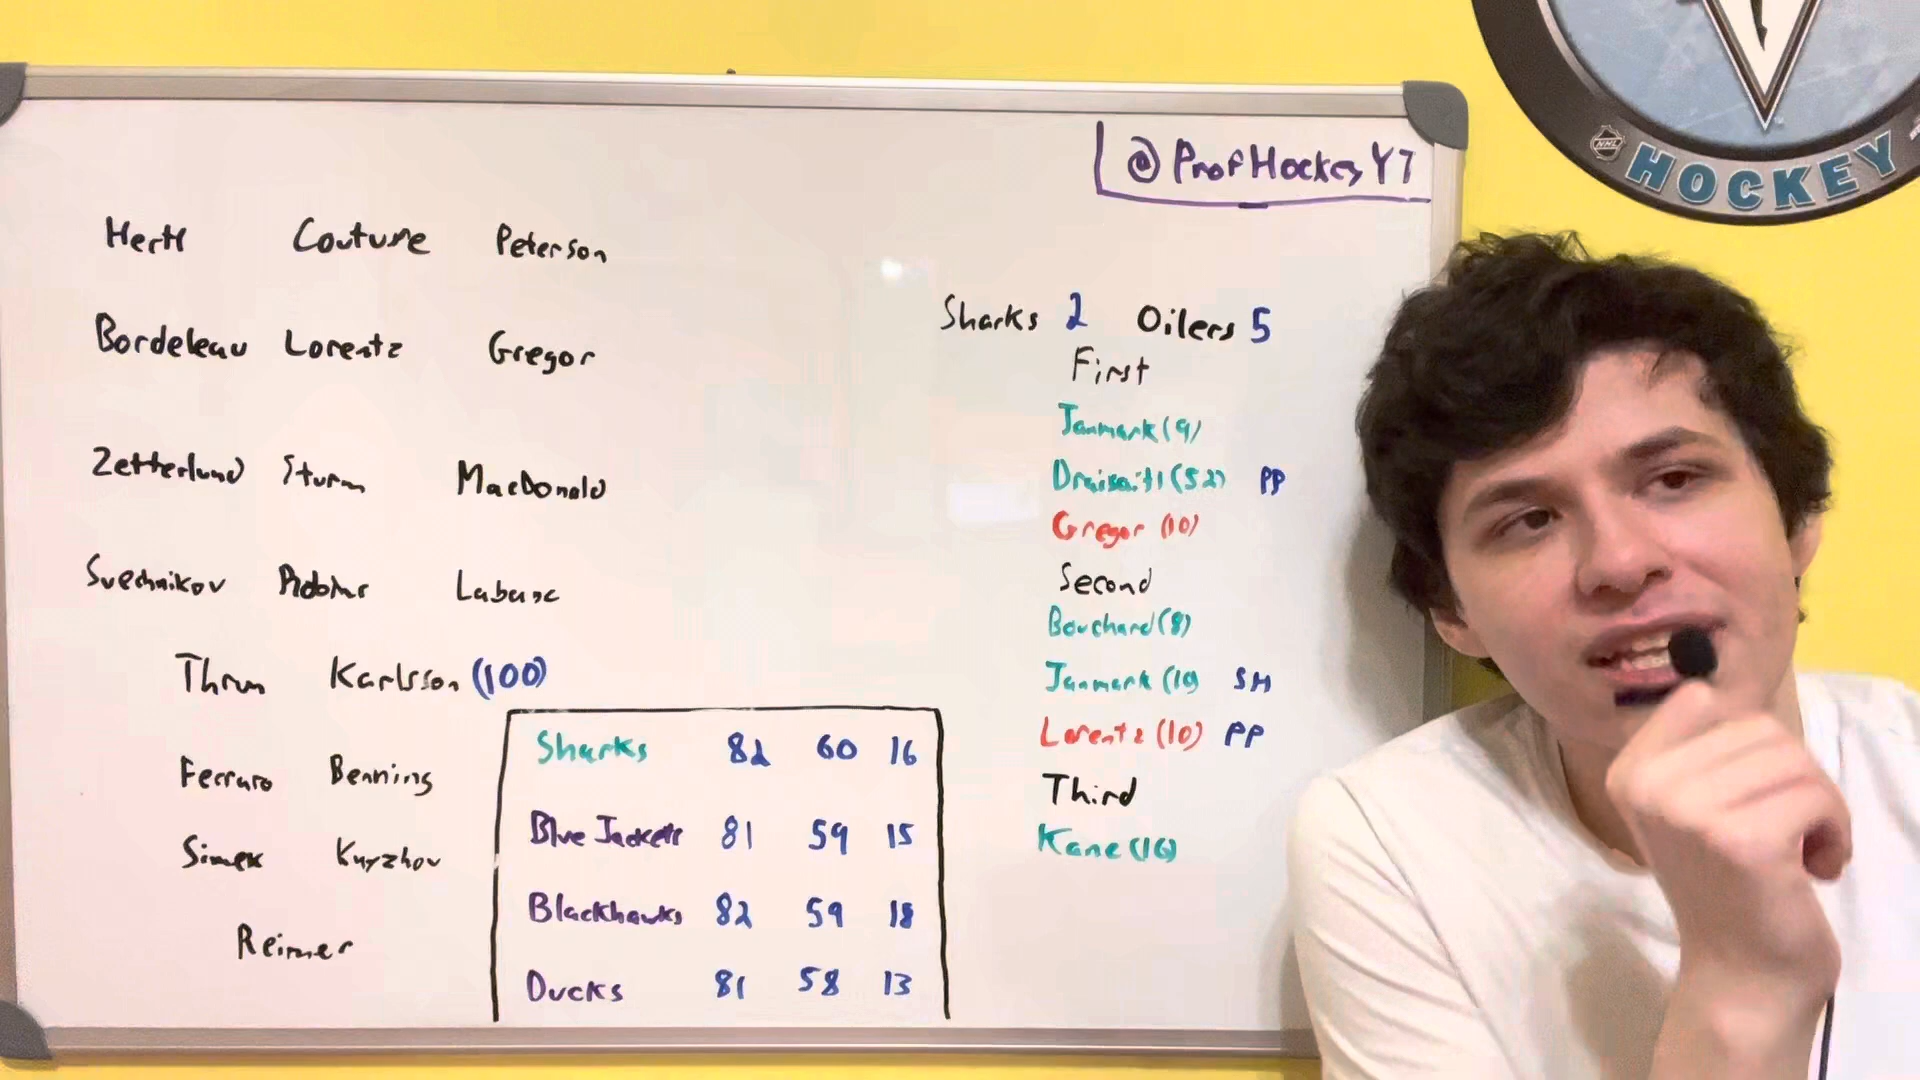 @ProfHockeyYT
NHL
HOCKEY
Hertl Couture Peterson
Bordeleau Lorentz Gregor
Zetterlund Sturm MacDonald
Svechnikov Labanc
Thrun Karlsson (100)
Ferraro Benning
Simek Knyzhov
Reimer
Sharks 82 60 16
Blue Jackets 81 59 15
Blackhawks 82 59 18
Ducks 81 58 13
Sharks 2 Oilers 5
First
Janmark (9)
Draisaitl (52) PP
Gregor (10)
Second
Bouchard (8)
Janmark (10) SH
Lorentz (10) PP
Third
Kane (16)